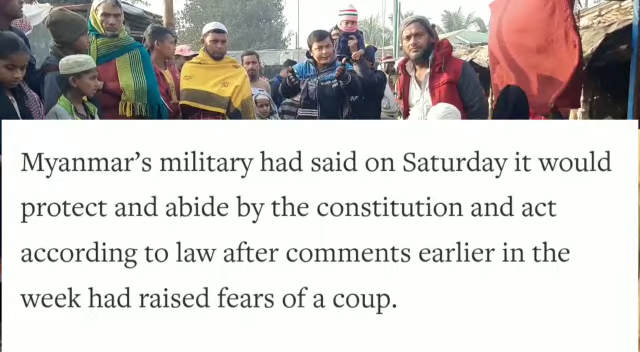 Myanmar’s military had said on Saturday it would
protect and abide by the constitution and act
according to law after comments earlier in the
week had raised fears of a coup.